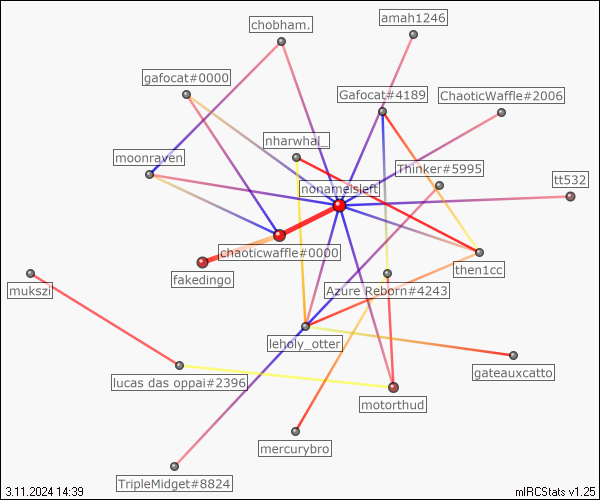 amah1246
chobham.
gafocat#0000
Gafocat#4189
ChaoticWaffle#2006
nharwhal_
moonraven
Thinker#5995
nonameisleft
tt532
chaoticwaffle#0000
fakedingo
then1cc
mukszi
Azure Reborn#4243
leholy_otter
gateauxcatto
lucas das oppai#2396
motorthud
mercurybro
TripleMidget#8824
3.11.2024 14:39
mIRCStats v1.25